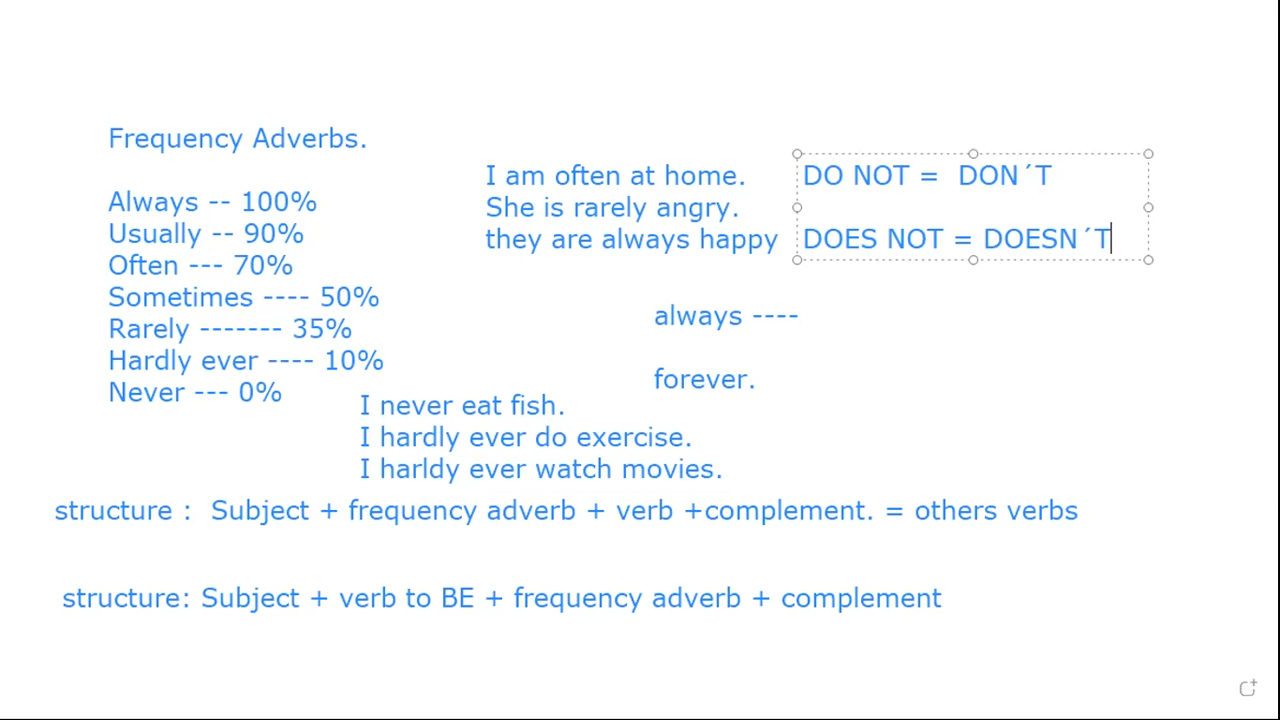 Frequency Adverbs.
Always -- 100%
Usually -- 90%
Often --- 70%
Sometimes ---- 50%
Rarely ------- 35%
Hardly ever ---- 10%
Never --- 0%
I am often at home.
She is rarely angry.
they are always happy
DO NOT =  DON´T
DOES NOT = DOESN´T
always ----
forever.
I never eat fish.
I hardly ever do exercise.
I harldy ever watch movies.
structure :  Subject + frequency adverb + verb +complement. = others verbs
structure: Subject + verb to BE + frequency adverb + complement